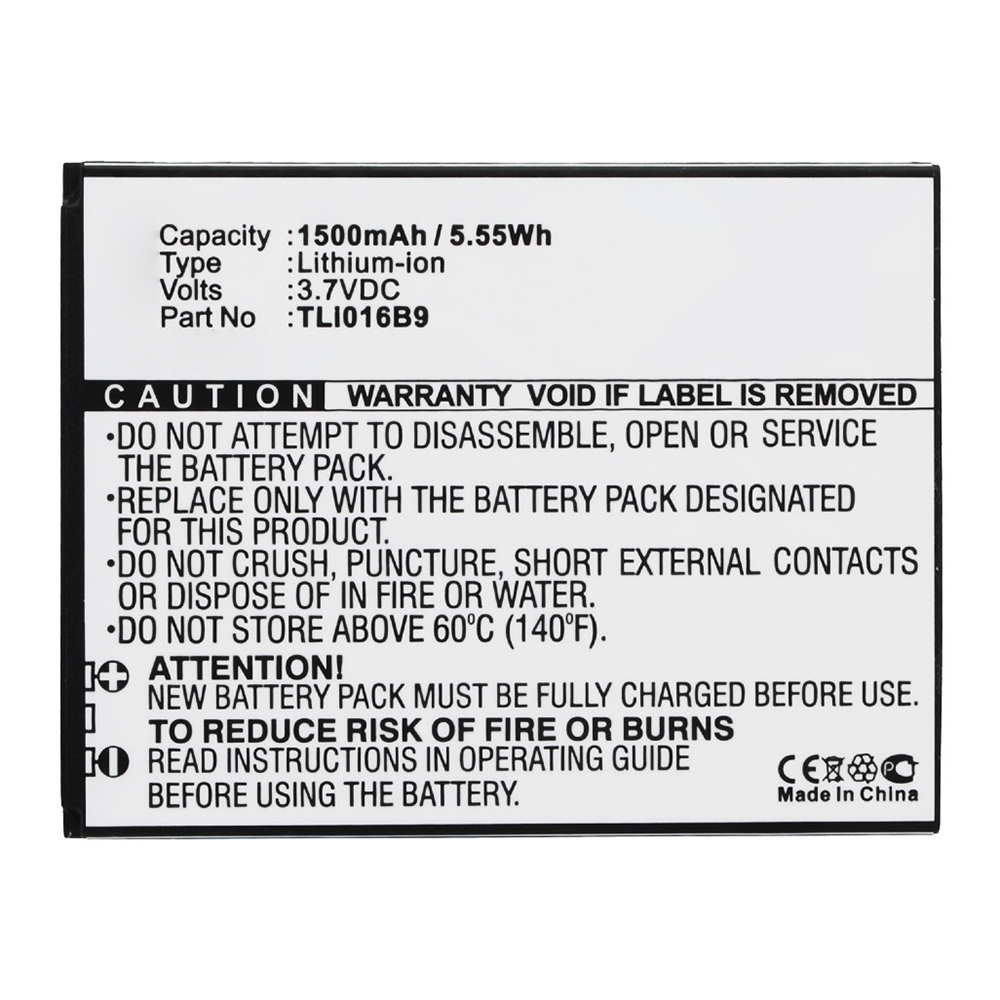 Capacity : 1500mAh / 5.55Wh
Type : Lithium-ion
Volts : 3.7VDC
Part No : TLI016B9
CAUTION WARRANTY VOID IF LABEL IS REMOVED
·DO NOT ATTEMPT TO DISASSEMBLE, OPEN OR SERVICE
THE BATTERY PACK.
·REPLACE ONLY WITH THE BATTERY PACK DESIGNATED
FOR THIS PRODUCT.
·DO NOT CRUSH, PUNCTURE, SHORT EXTERNAL CONTACTS
OR DISPOSE OF IN FIRE OR WATER.
·DO NOT STORE ABOVE 60°C (140°F).
ATTENTION!
NEW BATTERY PACK MUST BE FULLY CHARGED BEFORE USE.
TO REDUCE RISK OF FIRE OR BURNS
READ INSTRUCTIONS IN OPERATING GUIDE
BEFORE USING THE BATTERY.
CE
Made In China